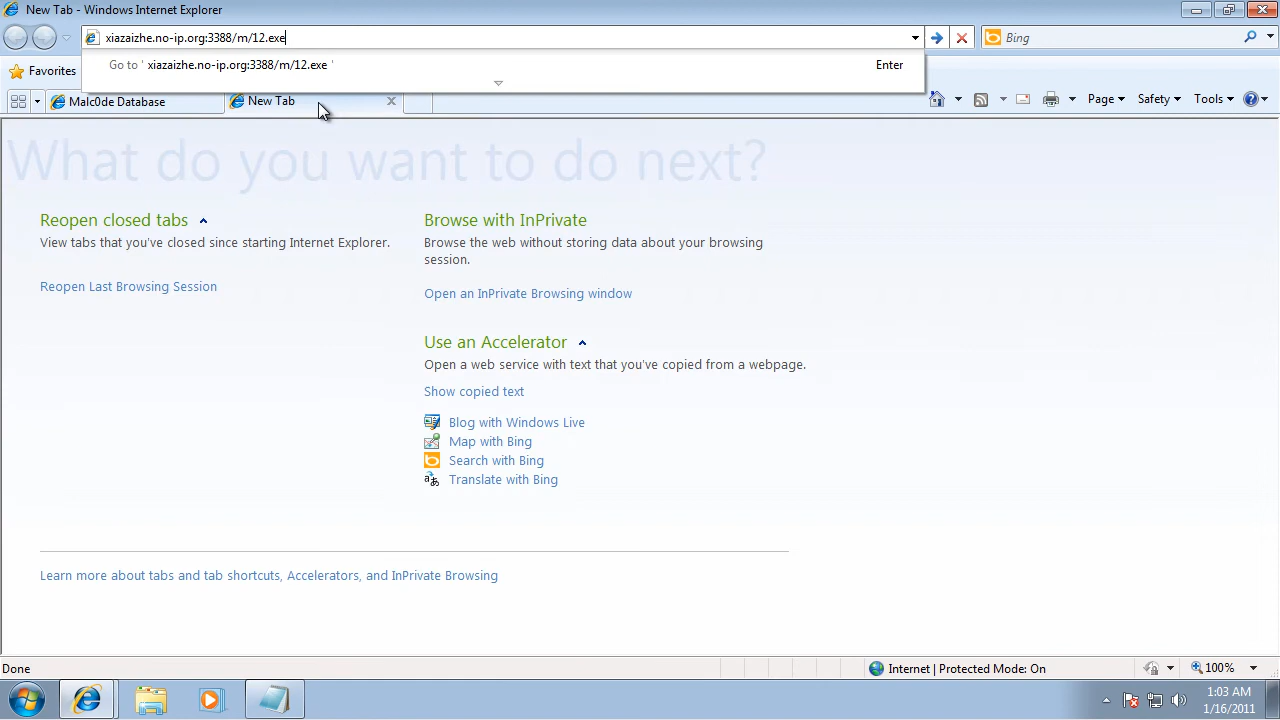 New Tab - Windows Internet Explorer
xiazaizhe.no-ip.org:3388/m/12.exe
Bing
Go to ' xiazaizhe.no-ip.org:3388/m/12.exe '
Enter
Favorites
Malc0de Database
New Tab
Page
Safety
Tools
What do you want to do next?
Reopen closed tabs
View tabs that you've closed since starting Internet Explorer.
Reopen Last Browsing Session
Browse with InPrivate
Browse the web without storing data about your browsing
session.
Open an InPrivate Browsing window
Use an Accelerator
Open a web service with text that you've copied from a webpage.
Show copied text
Blog with Windows Live
Map with Bing
Search with Bing
Translate with Bing
Learn more about tabs and tab shortcuts, Accelerators, and InPrivate Browsing
Done
Internet | Protected Mode: On
100%
1:03 AM
1/16/2011